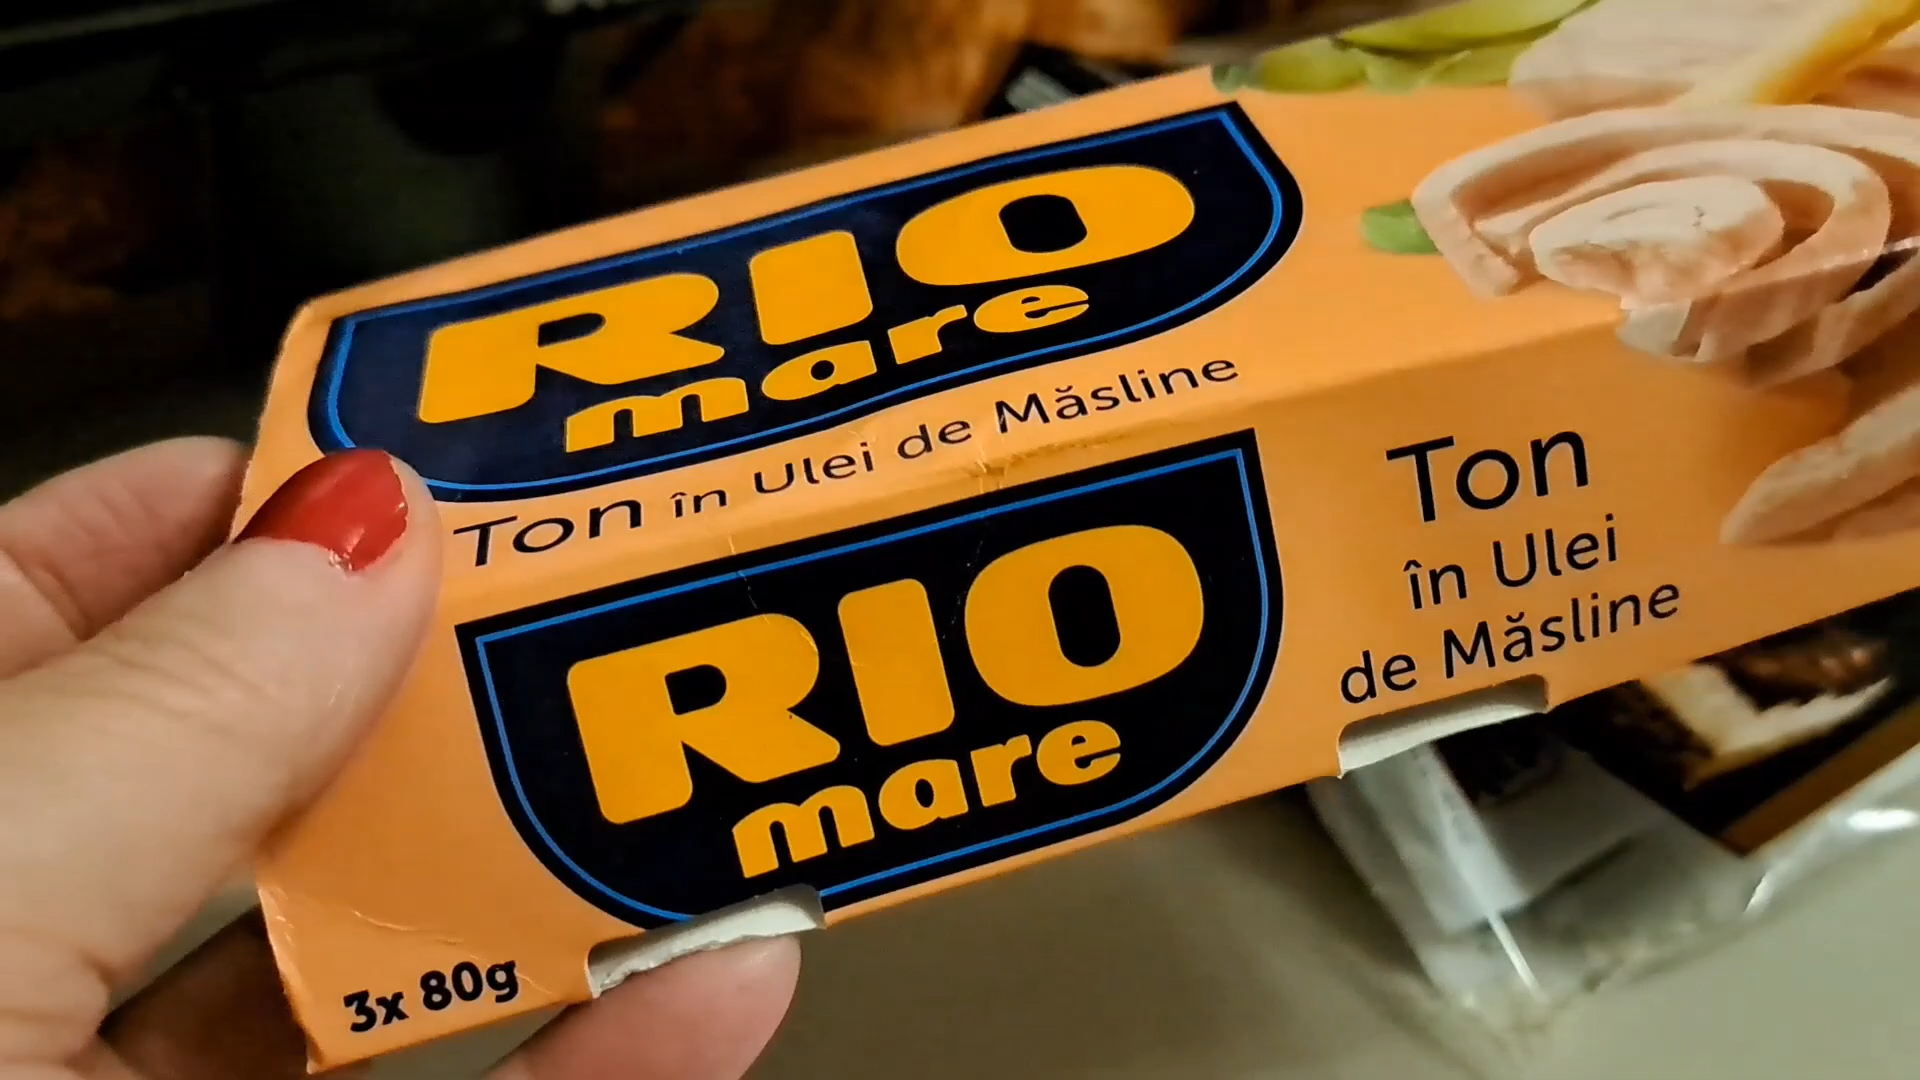 RIO
mare
Ton în Ulei de Măsline
RIO
mare
Ton
în Ulei
de Măsline
3x 80g